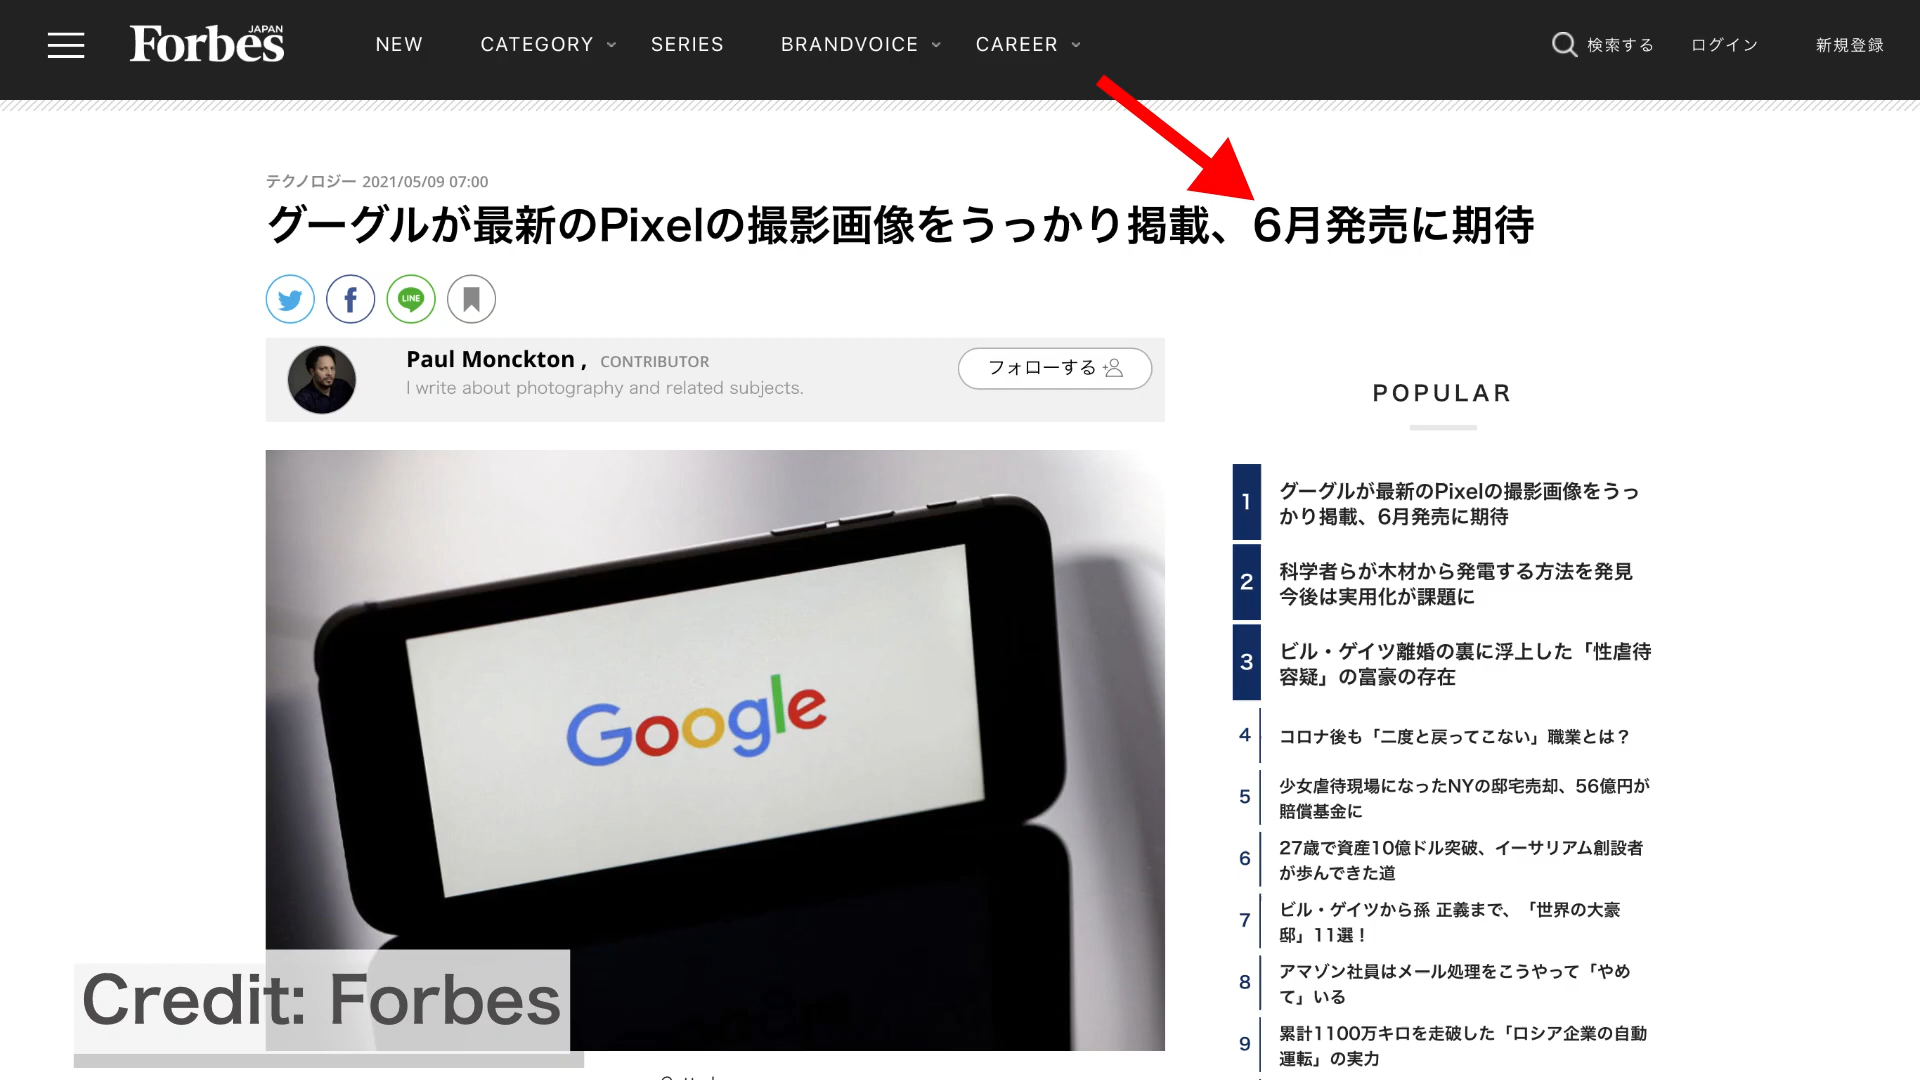 Forbes JAPAN
NEW CATEGORY SERIES BRANDVOICE CAREER
検索する ログイン 新規登録
テクノロジー 2021/05/09 07:00
グーグルが最新のPixelの撮影画像をうっかり掲載、6月発売に期待
LINE
Paul Monckton , CONTRIBUTOR
I write about photography and related subjects.
フォローする
Google
Credit: Forbes
POPULAR
1 グーグルが最新のPixelの撮影画像をうっ
かり掲載、6月発売に期待
2 科学者らが木材から発電する方法を発見
今後は実用化が課題に
3 ビル・ゲイツ離婚の裏に浮上した「性虐待
容疑」の富豪の存在
4 コロナ後も「二度と戻ってこない」職業とは？
5 少女虐待現場になったNYの邸宅売却、56億円が
賠償基金に
6 27歳で資産10億ドル突破、イーサリアム創設者
が歩んできた道
7 ビル・ゲイツから孫 正義まで、「世界の大豪
邸」11選！
8 アマゾン社員はメール処理をこうやって「やめ
て」いる
9 累計1100万キロを走破した「ロシア企業の自動
運転」の実力